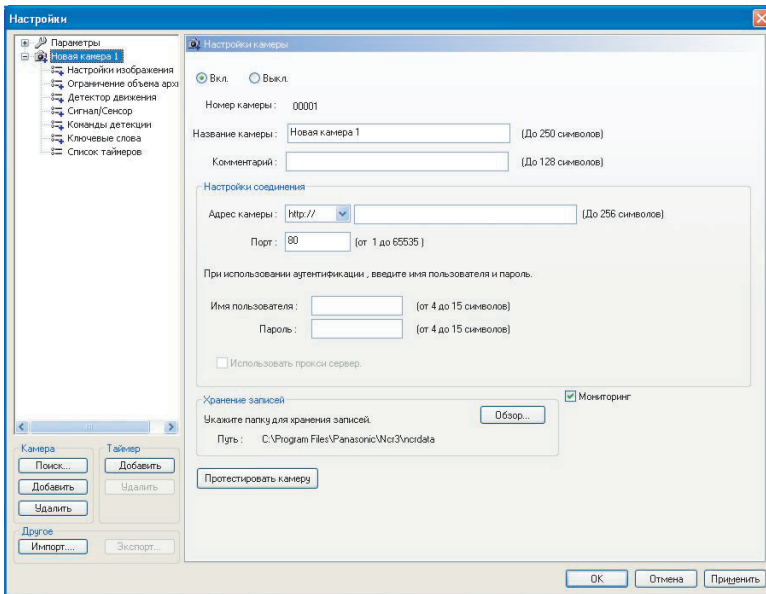 Настройки
Параметры
Новая камера 1
Настройки изображения
Ограничение объема архи
Детектор движения
Сигнал/Сенсор
Команды детекции
Ключевые слова
Список таймеров
Камера
Поиск...
Добавить
Удалить
Таймер
Добавить
Удалить
Другое
Импорт....
Экспорт...
Настройки камеры
Вкл. Выкл.
Номер камеры : 00001
Название камеры : Новая камера 1 (До 250 символов)
Комментарий : (До 128 символов)
Настройки соединения
Адрес камеры : http:// (До 256 символов)
Порт : 80 (от 1 до 65535 )
При использовании аутентификации , введите имя пользователя и пароль.
Имя пользователя : (от 4 до 15 символов)
Пароль : (от 4 до 15 символов)
Использовать прокси сервер.
Хранение записей
Укажите папку для хранения записей.
Обзор...
Путь : C:\Program Files\Panasonic\Ncr3\ncrdata
Мониторинг
Протестировать камеру
OK Отмена Применить